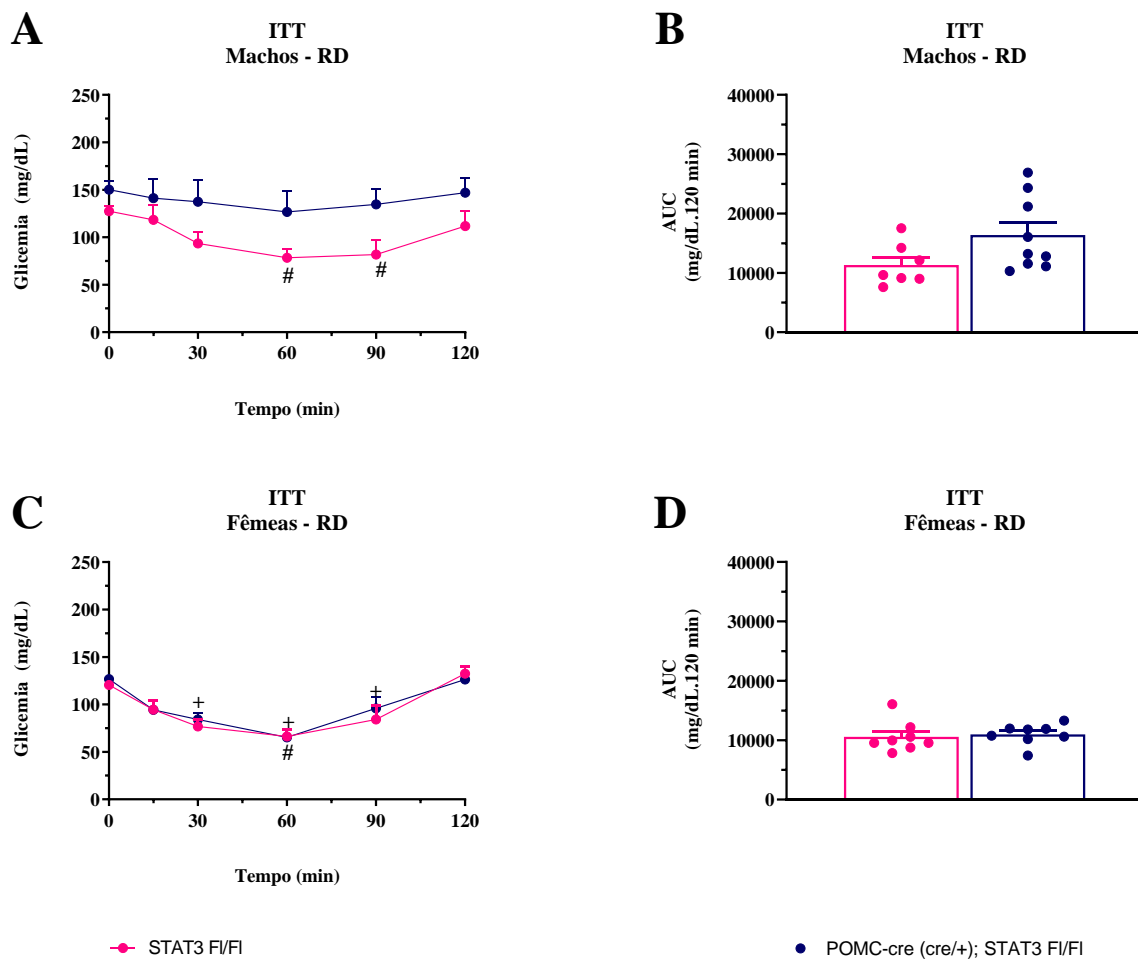 A
ITT
Machos - RD
Glicemia (mg/dL)
250
200
150
100
50
0
#
#
0 30 60 90 120
Tempo (min)
B
ITT
Machos - RD
AUC
(mg/dL.120 min)
40000
30000
20000
10000
0
C
ITT
Fêmeas - RD
Glicemia (mg/dL)
250
200
150
100
50
0
+
+
+
#
0 30 60 90 120
Tempo (min)
D
ITT
Fêmeas - RD
AUC
(mg/dL.120 min)
40000
30000
20000
10000
0
STAT3 Fl/Fl
POMC-cre (cre/+); STAT3 Fl/Fl